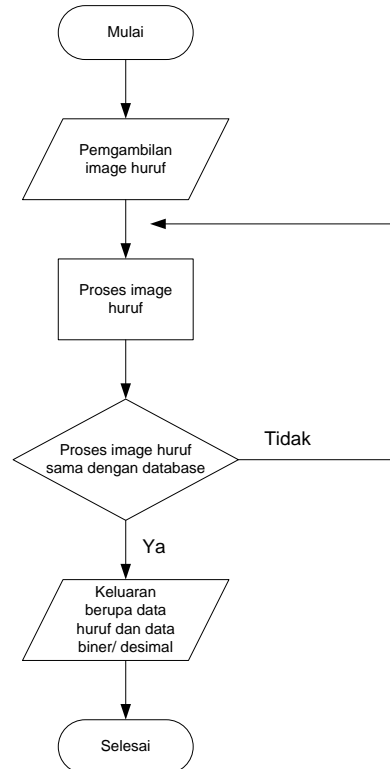 Mulai
Pemgambilan
image huruf
Proses image
huruf
Proses image huruf
sama dengan database
Tidak
Ya
Keluaran
berupa data
huruf dan data
biner/ desimal
Selesai